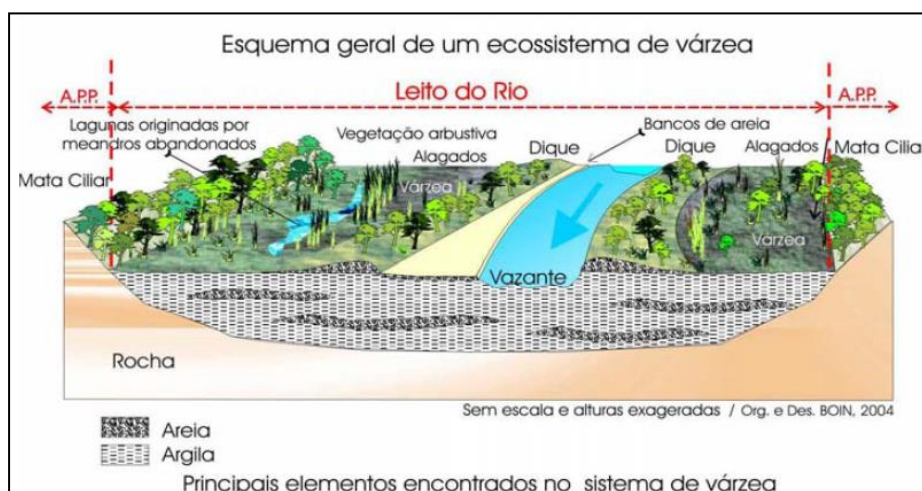 Esquema geral de um ecossistema de várzea
A.P.P.
Leito do Rio
A.P.P.
Lagunas originadas por
meandros abandonados
Vegetação arbustiva
Alagados
Dique
Bancos de areia
Dique
Alagados
Mata Ciliar
Mata Ciliar
Várzea
Várzea
Vazante
Rocha
Sem escala e alturas exageradas / Org. e Des. BOIN, 2004
Areia
Argila
Principais elementos encontrados no sistema de várzea